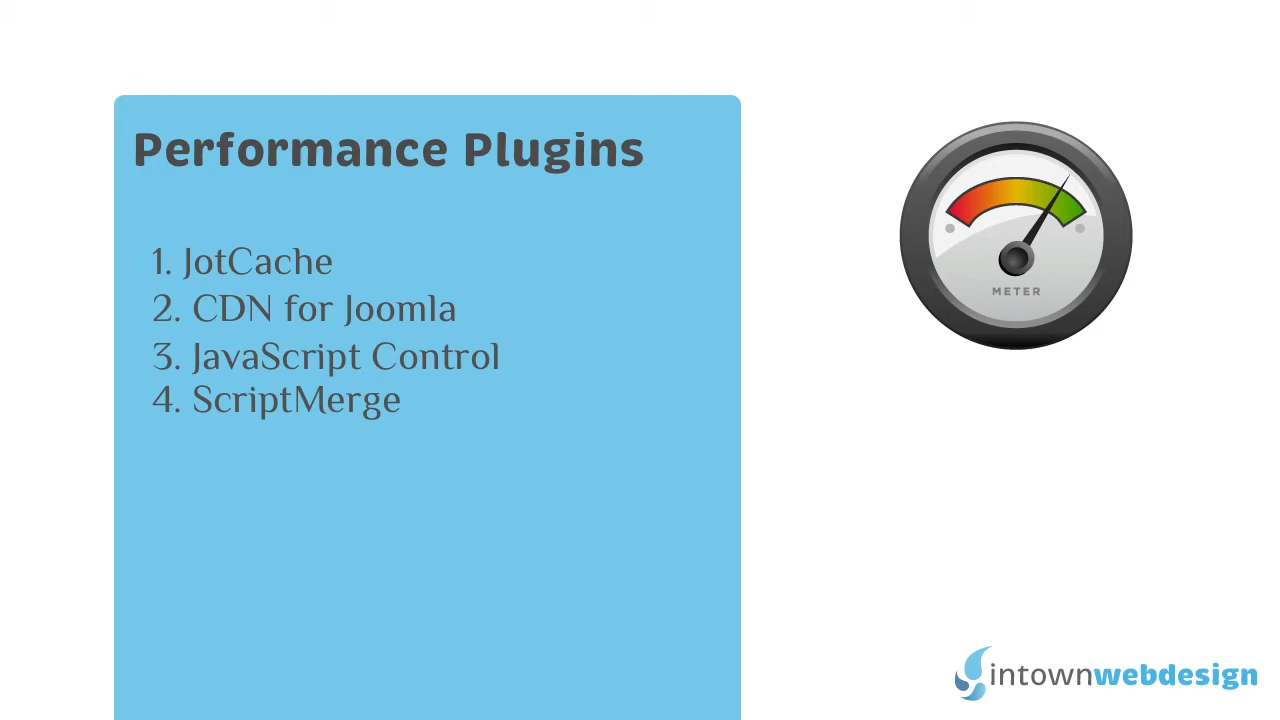 Performance Plugins
1. JotCache
2. CDN for Joomla
3. JavaScript Control
4. ScriptMerge
METER
intownwebdesign